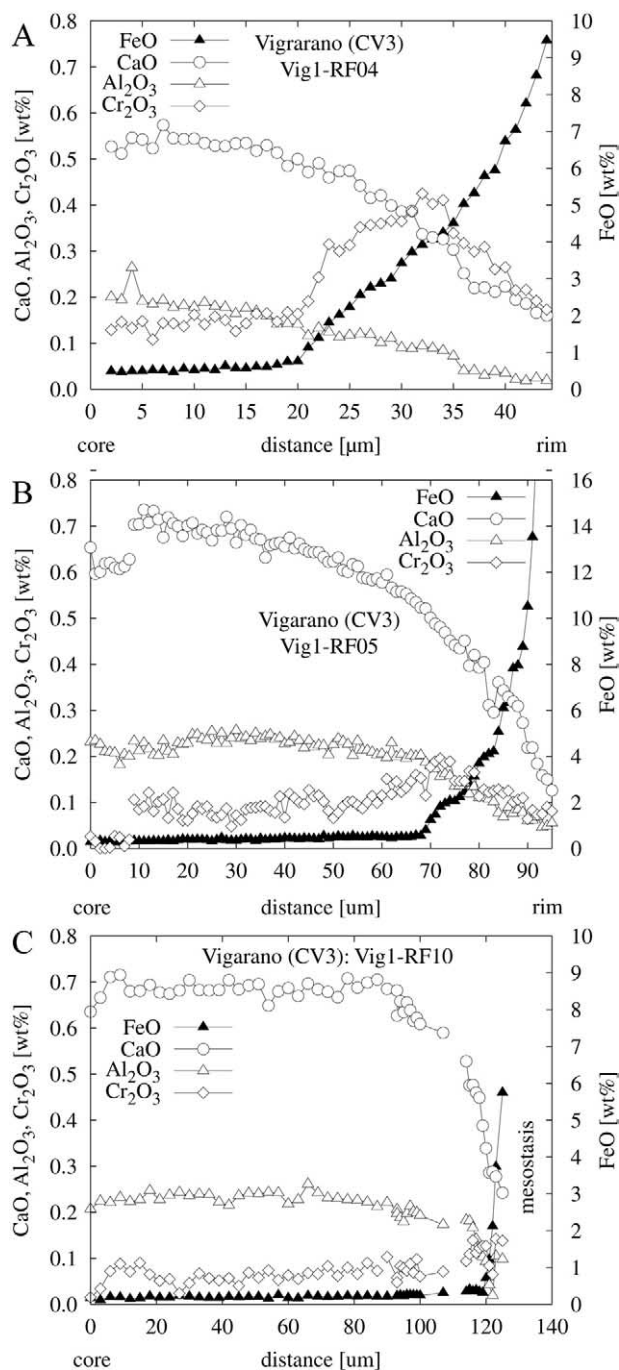 A
FeO
CaO
Al₂O₃
Cr₂O₃
Vigrarano (CV3)
Vig1-RF04
CaO, Al₂O₃, Cr₂O₃ [wt%]
0.8
0.7
0.6
0.5
0.4
0.3
0.2
0.1
0.0
FeO [wt%]
10
9
8
7
6
5
4
3
2
1
0
0 5 10 15 20 25 30 35 40
core distance [µm] rim
B
FeO
CaO
Al₂O₃
Cr₂O₃
Vigarano (CV3)
Vig1-RF05
CaO, Al₂O₃, Cr₂O₃ [wt%]
0.8
0.7
0.6
0.5
0.4
0.3
0.2
0.1
0.0
FeO [wt%]
16
14
12
10
8
6
4
2
0
0 10 20 30 40 50 60 70 80 90
core distance [um] rim
C
Vigarano (CV3): Vig1-RF10
FeO
CaO
Al₂O₃
Cr₂O₃
mesostasis
CaO, Al₂O₃, Cr₂O₃ [wt%]
0.8
0.7
0.6
0.5
0.4
0.3
0.2
0.1
0.0
FeO [wt%]
10
9
8
7
6
5
4
3
2
1
0
0 20 40 60 80 100 120 140
core distance [um] rim